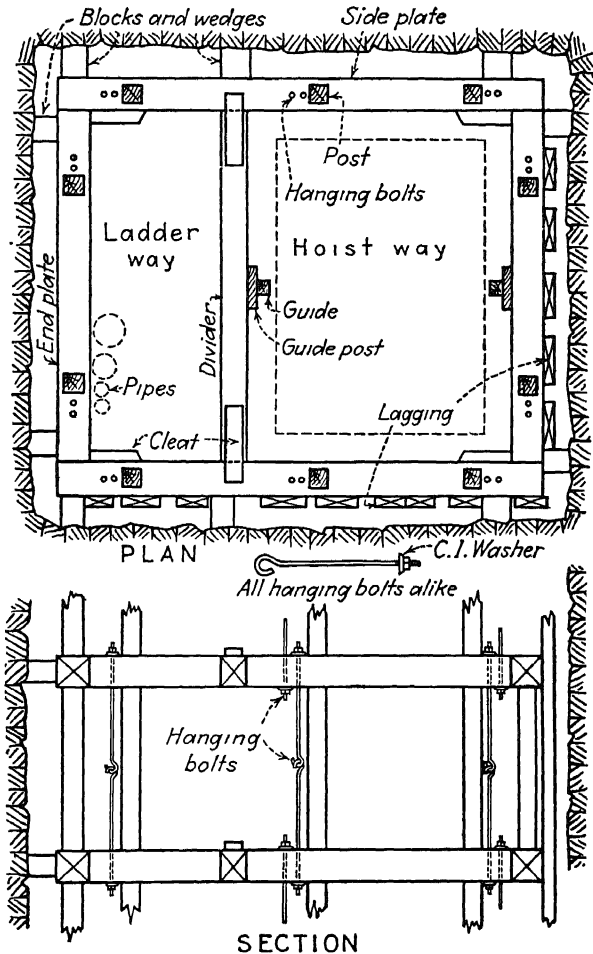 Blocks and wedges
Side plate
Post
Hanging bolts
Ladder
way
Hoist way
End plate
Divider
Guide
Guide post
Pipes
Lagging
Cleat
PLAN
C.I. Washer
All hanging bolts alike
Hanging
bolts
SECTION